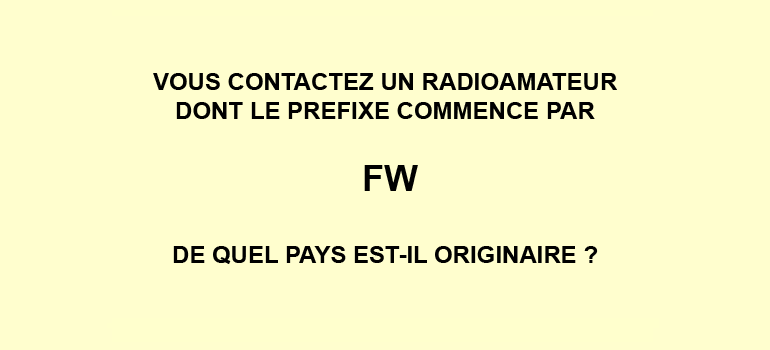 VOUS CONTACTEZ UN RADIOAMATEUR
DONT LE PREFIXE COMMENCE PAR
FW
DE QUEL PAYS EST-IL ORIGINAIRE ?